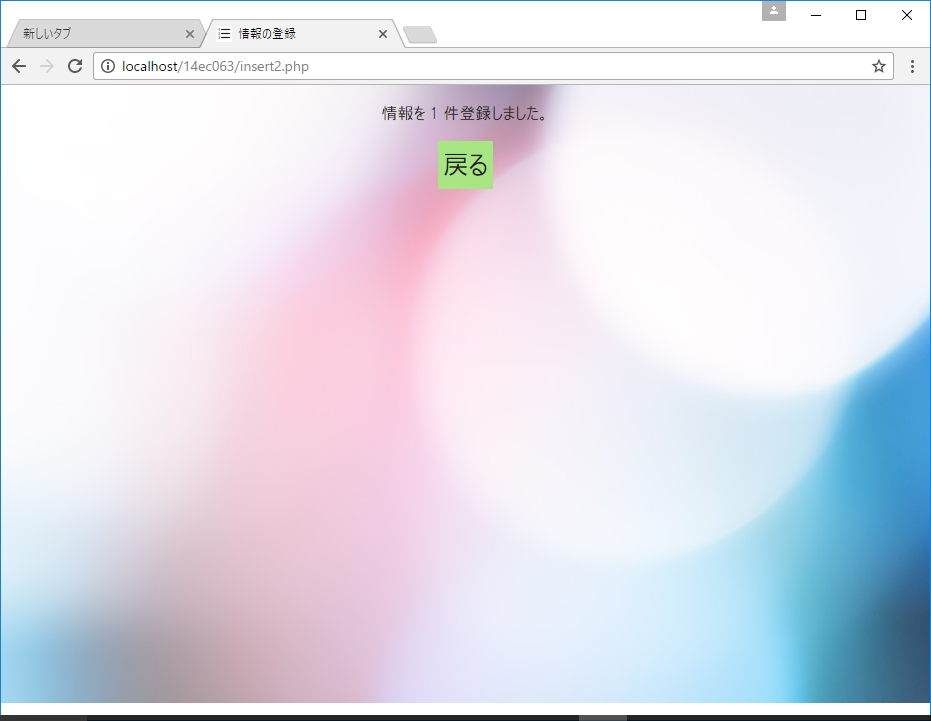 新しいタブ
情報の登録
localhost/14ec063/insert2.php
情報を 1 件登録しました。
戻る